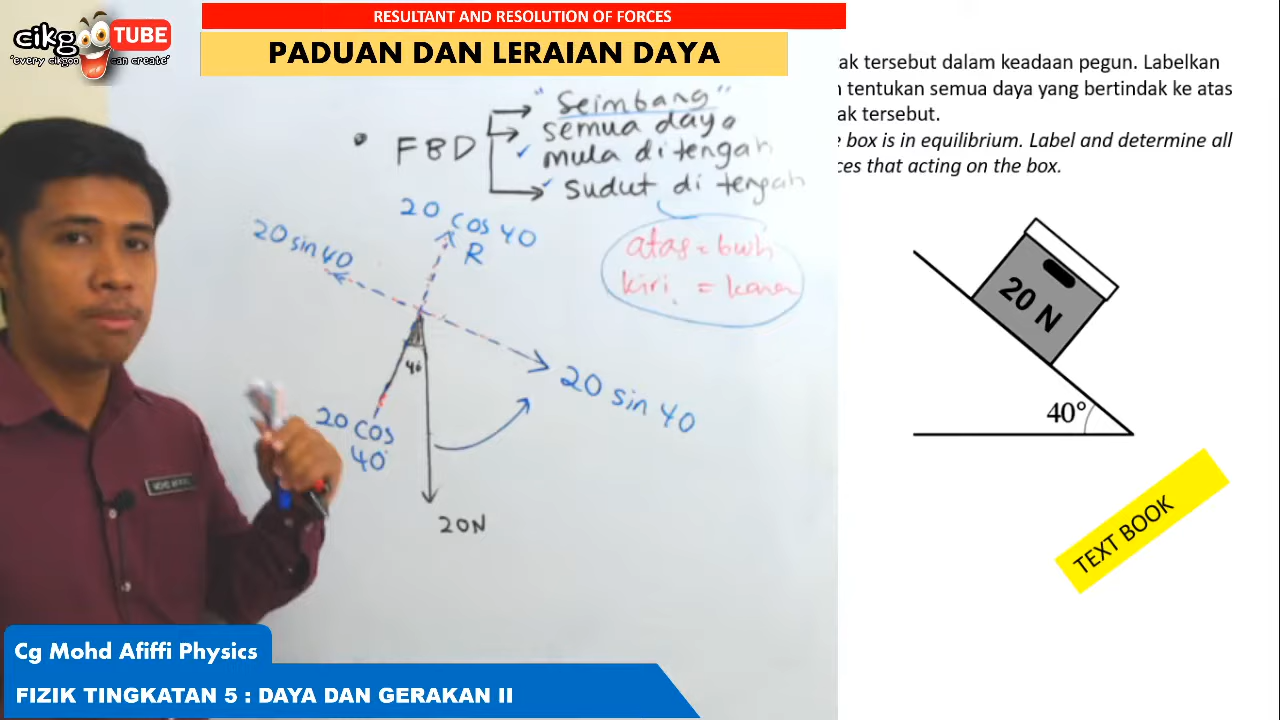 RESULTANT AND RESOLUTION OF FORCES
cikgoo TUBE
'every cikgoo can create'
PADUAN DAN LERAIAN DAYA
ak tersebut dalam keadaan pegun. Labelkan
tentukan semua daya yang bertindak ke atas
ak tersebut.
box is in equilibrium. Label and determine all
ces that acting on the box.
• FBD
"Seimbang"
semua daya
✓ mula ditengah
✓ sudut di tengah
atas = bwh
kiri = kanan
20 cos 40
R
20 sin 40
40
20 sin 40
20 cos
40
20N
20 N
40°
TEXT BOOK
Cg Mohd Afiffi Physics
FIZIK TINGKATAN 5 : DAYA DAN GERAKAN II